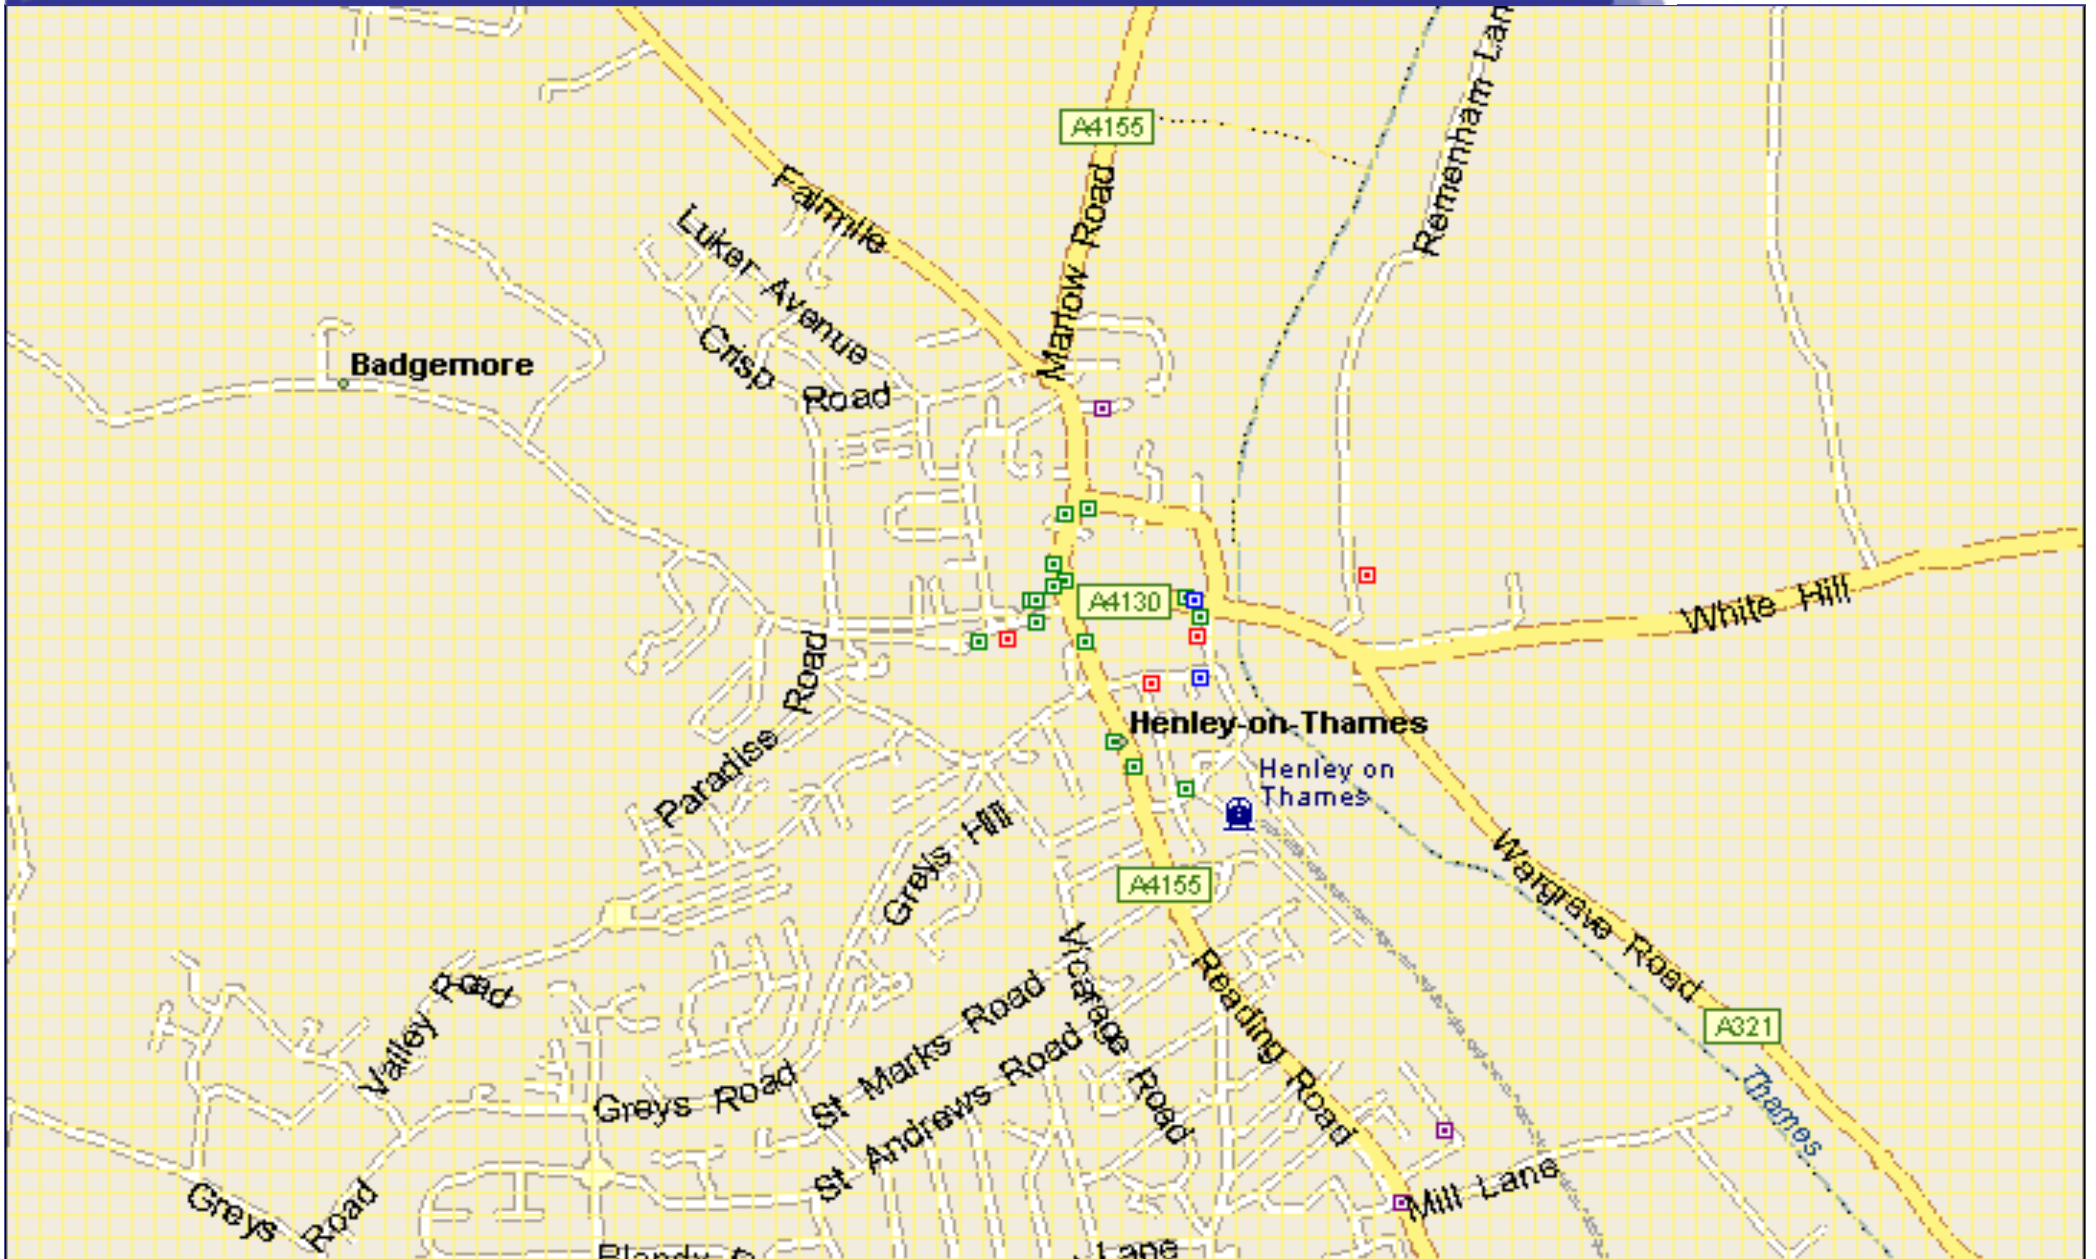 A4155
Remenham Lan
Fairmile
Marlow Road
Luker Avenue
Badgemore
Crisp Road
A4130
White Hill
Paradise Road
Henley-on-Thames
Henley on
Thames
Greys Hill
A4155
Wargrave Road
Vicarage Road
Valley Road
Reading Road
St Marks Road
A321
Greys Road
St Andrews Road
Thames
Mill Lane
Greys Road
Lane